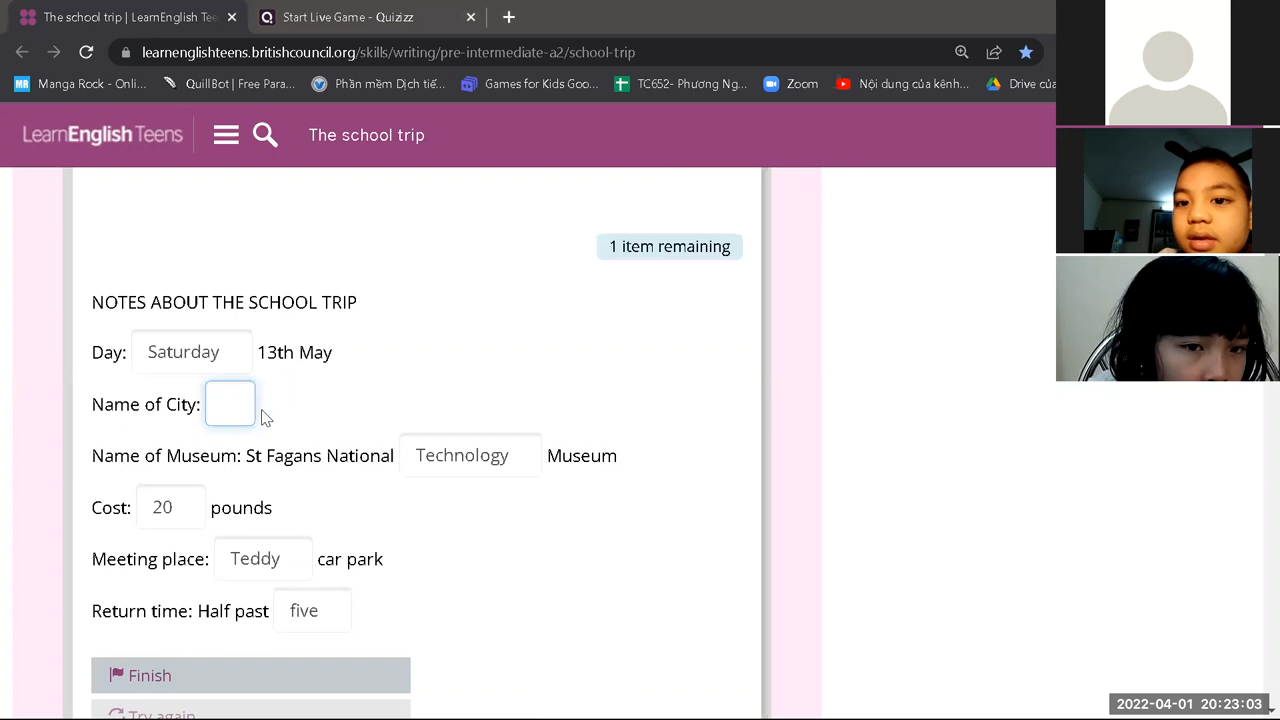 The school trip | LearnEnglish Tee
Start Live Game - Quizizz
learnenglishteens.britishcouncil.org/skills/writing/pre-intermediate-a2/school-trip
Manga Rock - Onli...
QuillBot | Free Para...
Phần mềm Dịch tiế...
Games for Kids Geo...
TC652- Phương Ng...
Zoom
Nội dung của kênh...
Drive của
LearnEnglish Teens
The school trip
1 item remaining
NOTES ABOUT THE SCHOOL TRIP
Day: Saturday 13th May
Name of City:
Name of Museum: St Fagans National Technology Museum
Cost: 20 pounds
Meeting place: Teddy car park
Return time: Half past five
Finish
Try again
2022-04-01 20:23:03